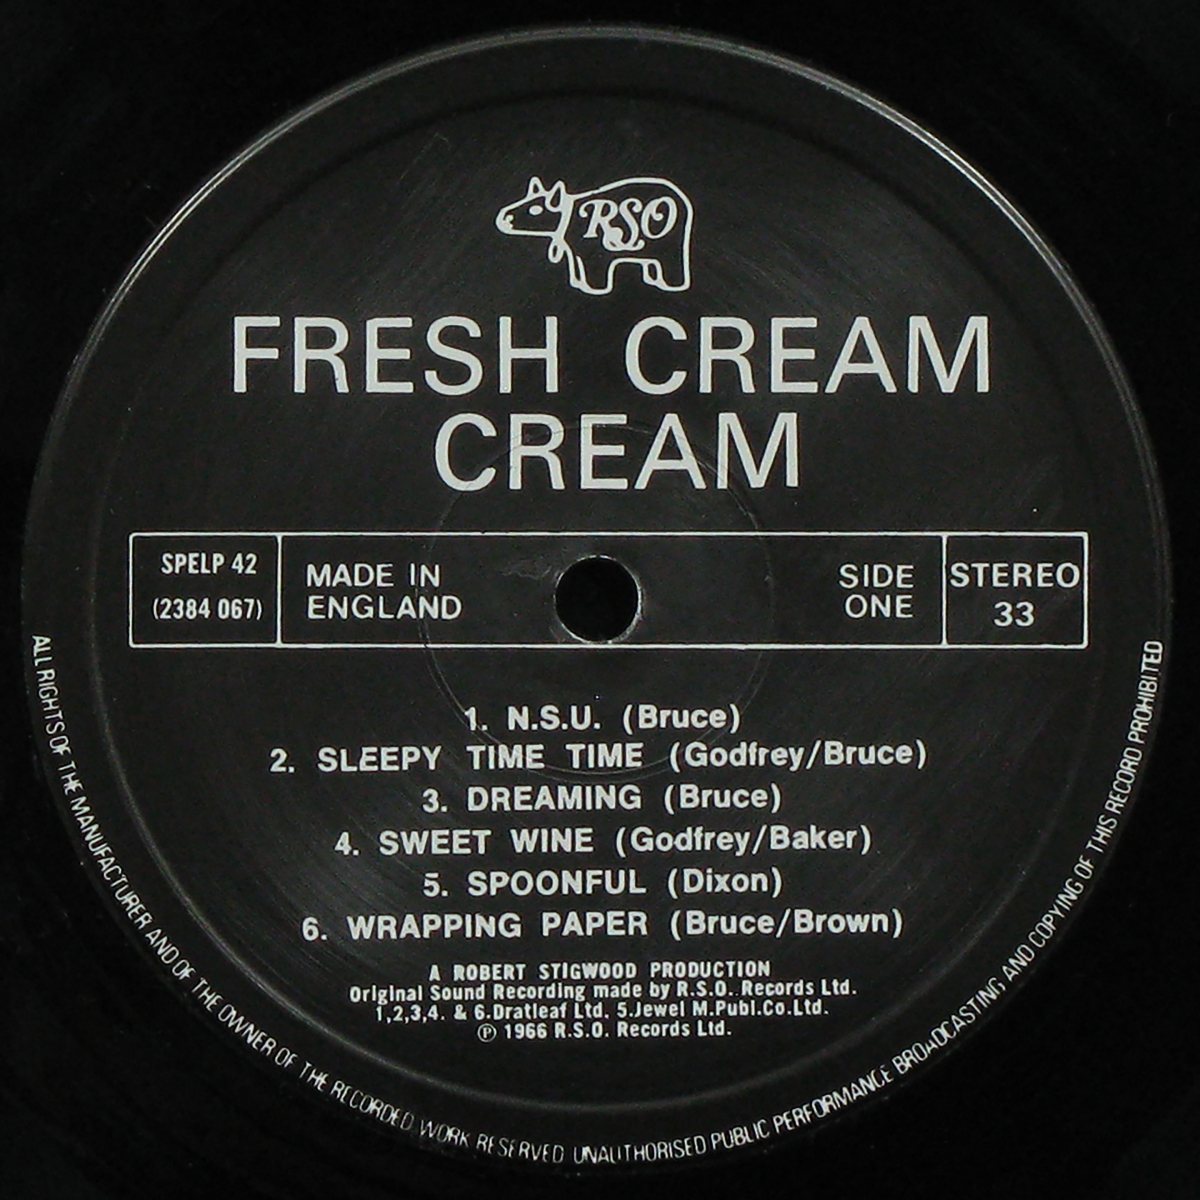 RSO
FRESH CREAM
CREAM
SPELP 42
(2384 067)
MADE IN
ENGLAND
SIDE
ONE
STEREO
33
1. N.S.U. (Bruce)
2. SLEEPY TIME TIME (Godfrey/Bruce)
3. DREAMING (Bruce)
4. SWEET WINE (Godfrey/Baker)
5. SPOONFUL (Dixon)
6. WRAPPING PAPER (Bruce/Brown)
A ROBERT STIGWOOD PRODUCTION
Original Sound Recording made by R.S.O. Records Ltd.
1,2,3,4. & 6.Dratleaf Ltd. 5.Jewel M.Publ.Co.Ltd.
℗ 1966 R.S.O. Records Ltd.
ALL RIGHTS OF THE MANUFACTURER AND OF THE OWNER OF THE RECORDED WORK RESERVED UNAUTHORISED PUBLIC PERFORMANCE BROADCASTING AND COPYING OF THIS RECORD PROHIBITED